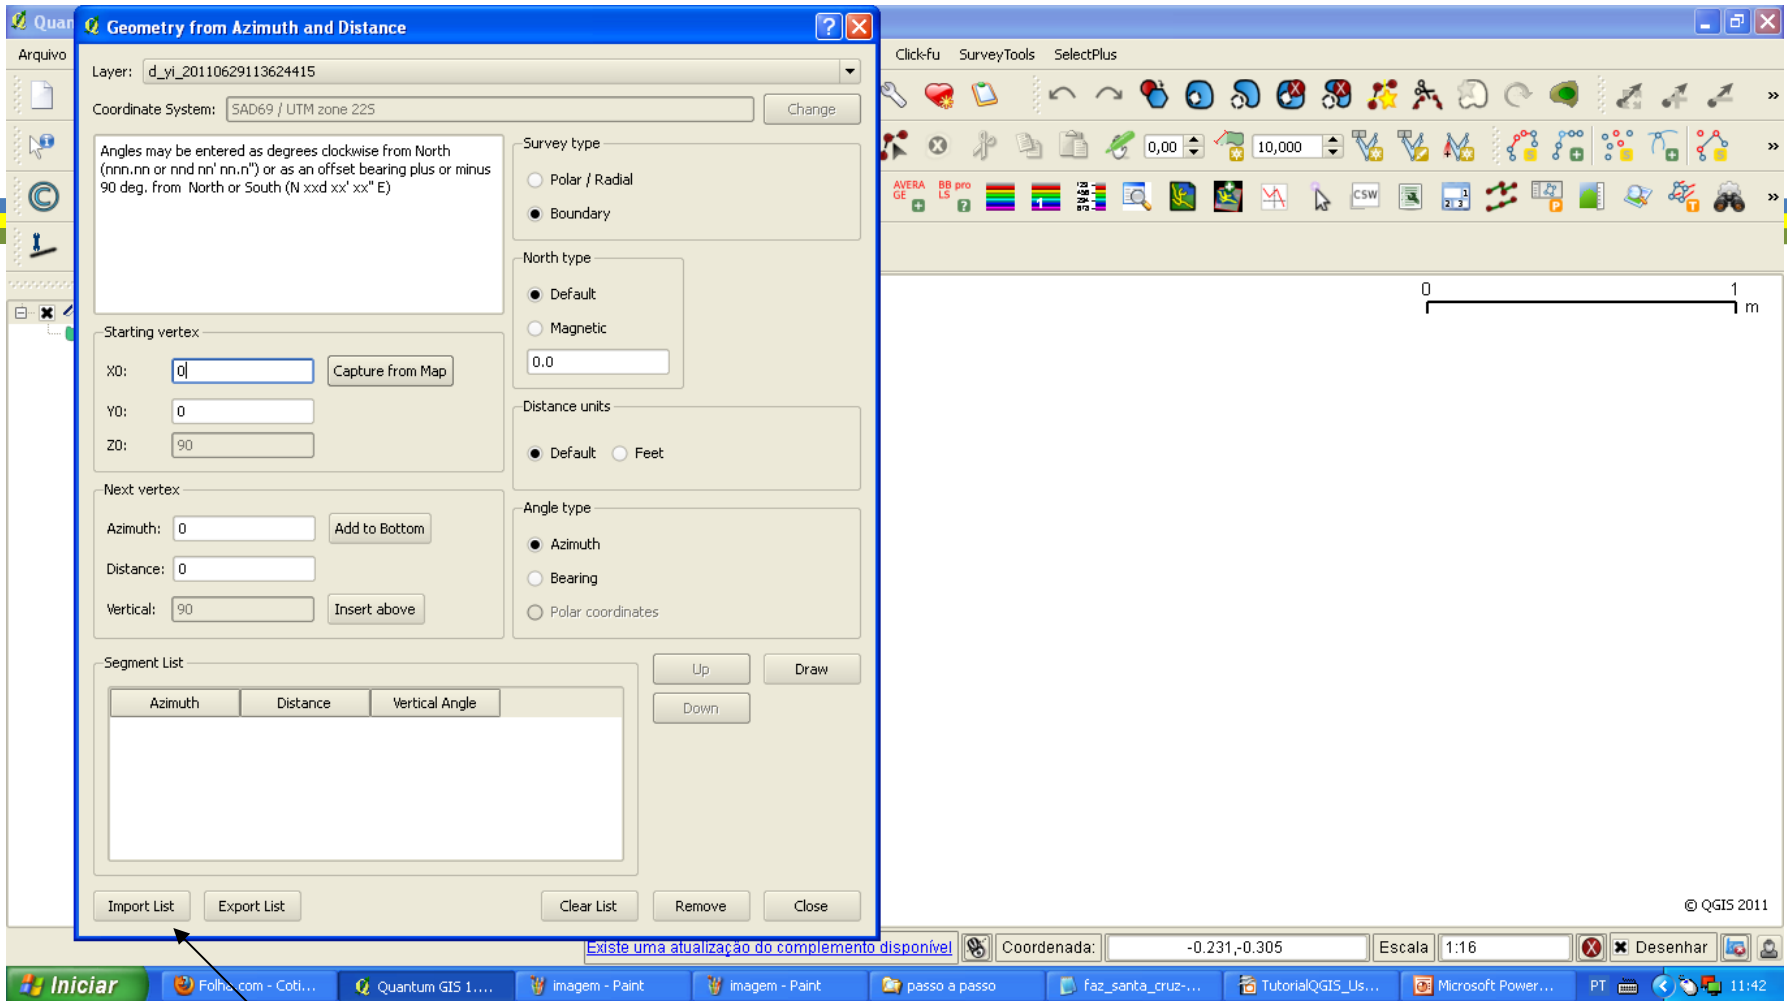 Quan
Geometry from Azimuth and Distance
Arquivo
Click-fu SurveyTools SelectPlus
Layer: d_yi_20110629113624415
Coordinate System: SAD69 / UTM zone 22S Change
Angles may be entered as degrees clockwise from North
(nnn.nn or nnd nn' nn.n") or as an offset bearing plus or minus
90 deg. from North or South (N xxd xx' xx" E)
Survey type
Polar / Radial
Boundary
North type
Default
Magnetic
0.0
Starting vertex
X0: 0 Capture from Map
Y0: 0
Z0: 90
Distance units
Default Feet
Next vertex
Azimuth: 0 Add to Bottom
Distance: 0
Vertical: 90 Insert above
Angle type
Azimuth
Bearing
Polar coordinates
Segment List
Azimuth Distance Vertical Angle
Up Draw
Down
Import List Export List Clear List Remove Close
0,00 10,000
AVERA
GE
BB pro
LS
CSW
0 1
m
© QGIS 2011
Existe uma atualização do complemento disponível Coordenada: -0.231,-0.305 Escala 1:16 Desenhar
Iniciar Folha.com - Coti... Quantum GIS 1.... imagem - Paint imagem - Paint passo a passo faz_santa_cruz-... TutorialQGIS_Us... Microsoft Power... PT 11:42